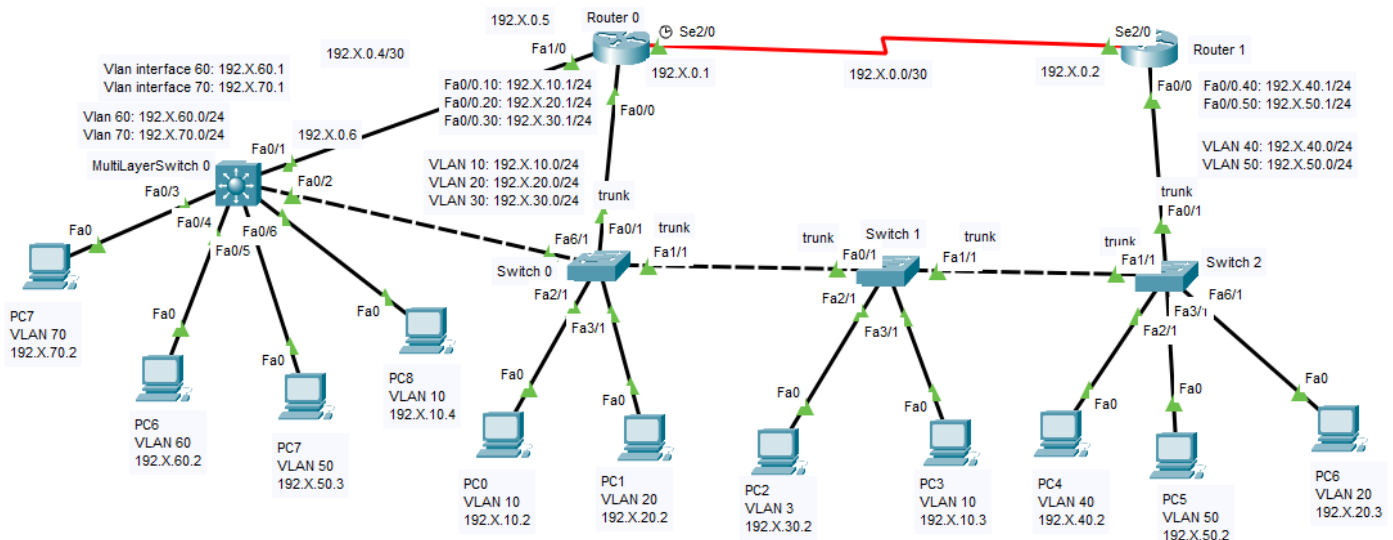 192.X.0.5
Router 0
Se2/0
Se2/0
Router 1
Fa1/0
192.X.0.4/30
192.X.0.1
192.X.0.0/30
192.X.0.2
Vlan interface 60: 192.X.60.1
Vlan interface 70: 192.X.70.1
Fa0/0.10: 192.X.10.1/24
Fa0/0.20: 192.X.20.1/24
Fa0/0.30: 192.X.30.1/24
Fa0/0
Fa0/0
Fa0/0.40: 192.X.40.1/24
Fa0/0.50: 192.X.50.1/24
Vlan 60: 192.X.60.0/24
Vlan 70: 192.X.70.0/24
192.X.0.6
Fa0/1
MultiLayerSwitch 0
VLAN 10: 192.X.10.0/24
VLAN 20: 192.X.20.0/24
VLAN 30: 192.X.30.0/24
VLAN 40: 192.X.40.0/24
VLAN 50: 192.X.50.0/24
Fa0/2
Fa0/3
Fa0/4
Fa0/6
Fa0/5
trunk
Fa0/1
trunk
Fa6/1
Fa1/1
Switch 0
trunk
Switch 1
Fa0/1
trunk
Fa1/1
trunk
Fa0/1
trunk
Fa1/1
Switch 2
Fa6/1
Fa2/1
Fa3/1
Fa2/1
Fa3/1
Fa3/1
Fa2/1
Fa0
Fa0
Fa0
Fa0
Fa0
Fa0
Fa0
Fa0
Fa0
Fa0
Fa0
PC7
VLAN 70
192.X.70.2
PC6
VLAN 60
192.X.60.2
PC7
VLAN 50
192.X.50.3
PC8
VLAN 10
192.X.10.4
PC0
VLAN 10
192.X.10.2
PC1
VLAN 20
192.X.20.2
PC2
VLAN 3
192.X.30.2
PC3
VLAN 10
192.X.10.3
PC4
VLAN 40
192.X.40.2
PC5
VLAN 50
192.X.50.2
PC6
VLAN 20
192.X.20.3